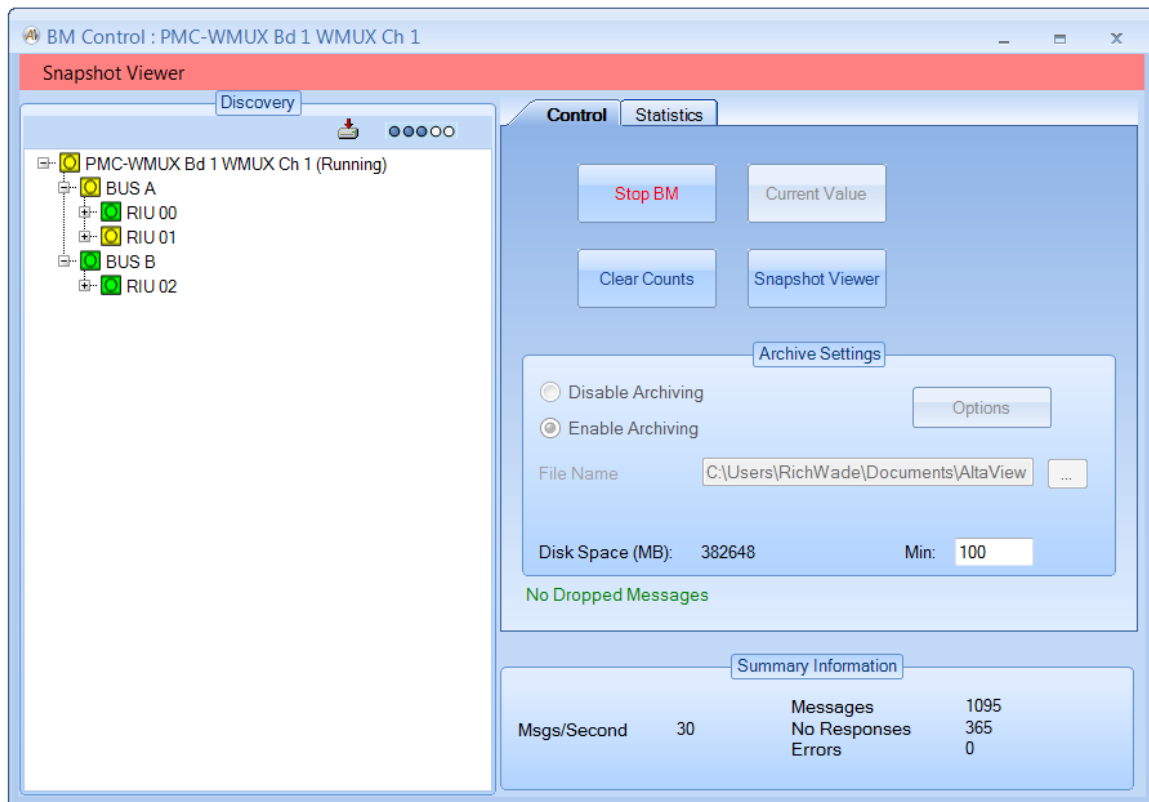 BM Control : PMC-WMUX Bd 1 WMUX Ch 1
Snapshot Viewer
Discovery
PMC-WMUX Bd 1 WMUX Ch 1 (Running)
BUS A
RIU 00
RIU 01
BUS B
RIU 02
Control Statistics
Stop BM Current Value
Clear Counts Snapshot Viewer
Archive Settings
Disable Archiving
Options
Enable Archiving
File Name C:\Users\RichWade\Documents\AltaView ...
Disk Space (MB): 382648 Min: 100
No Dropped Messages
Summary Information
Msgs/Second 30
Messages 1095
No Responses 365
Errors 0